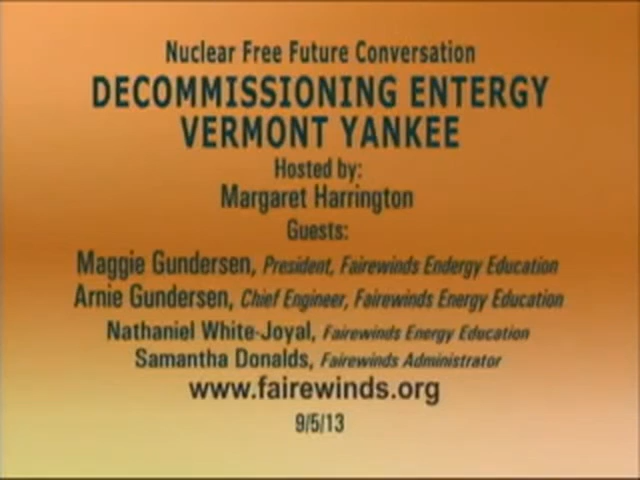 Nuclear Free Future Conversation
DECOMMISSIONING ENTERGY
VERMONT YANKEE
Hosted by:
Margaret Harrington
Guests:
Maggie Gundersen, President, Fairewinds Endergy Education
Arnie Gundersen, Chief Engineer, Fairewinds Energy Education
Nathaniel White-Joyal, Fairewinds Energy Education
Samantha Donalds, Fairewinds Administrator
www.fairewinds.org
9/5/13